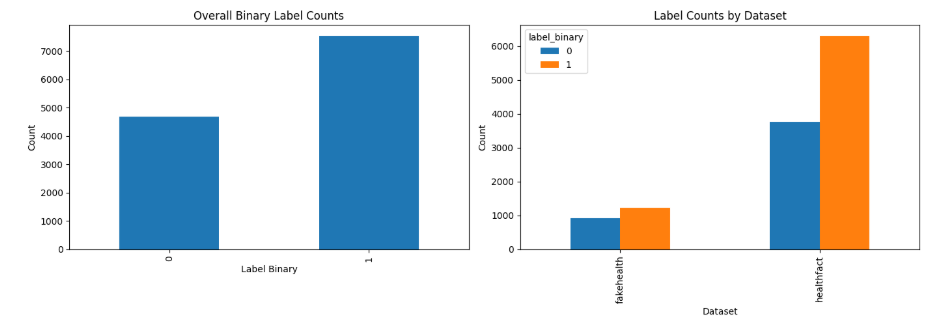 Overall Binary Label Counts
Count
7000
6000
5000
4000
3000
2000
1000
0
0
1
Label Binary
Label Counts by Dataset
label_binary
0
1
Count
6000
5000
4000
3000
2000
1000
0
fakehealth
healthfact
Dataset